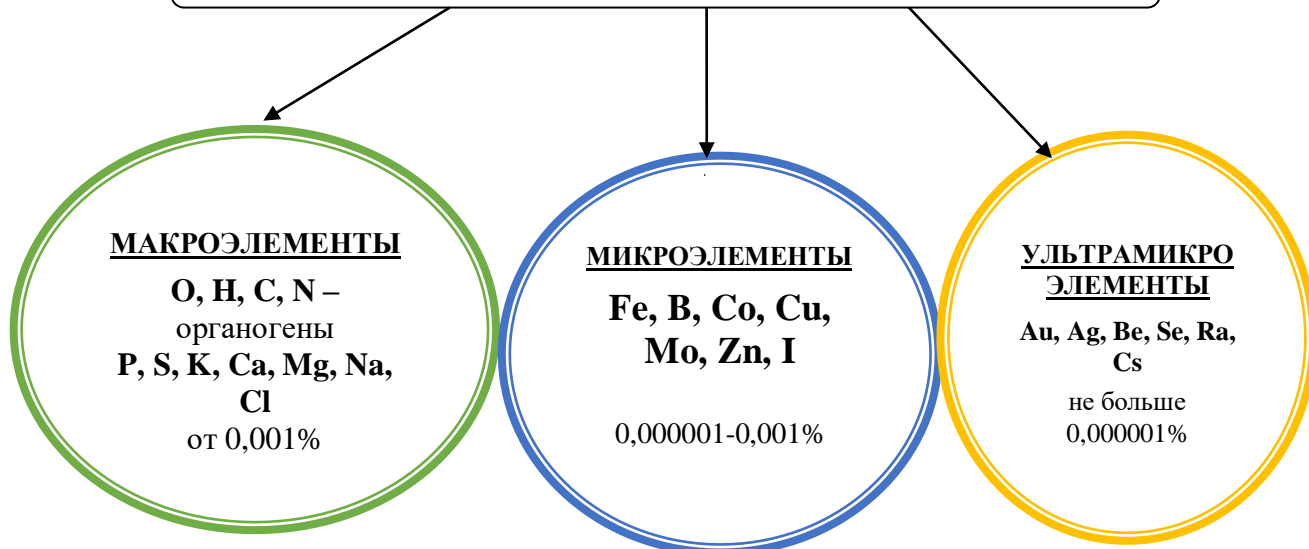 МАКРОЭЛЕМЕНТЫ
O, H, C, N –
органогены
P, S, K, Ca, Mg, Na,
Cl
от 0,001%
МИКРОЭЛЕМЕНТЫ
Fe, B, Co, Cu,
Mo, Zn, I
0,000001-0,001%
УЛЬТРАМИКРО
ЭЛЕМЕНТЫ
Au, Ag, Be, Se, Ra,
Cs
не больше
0,000001%